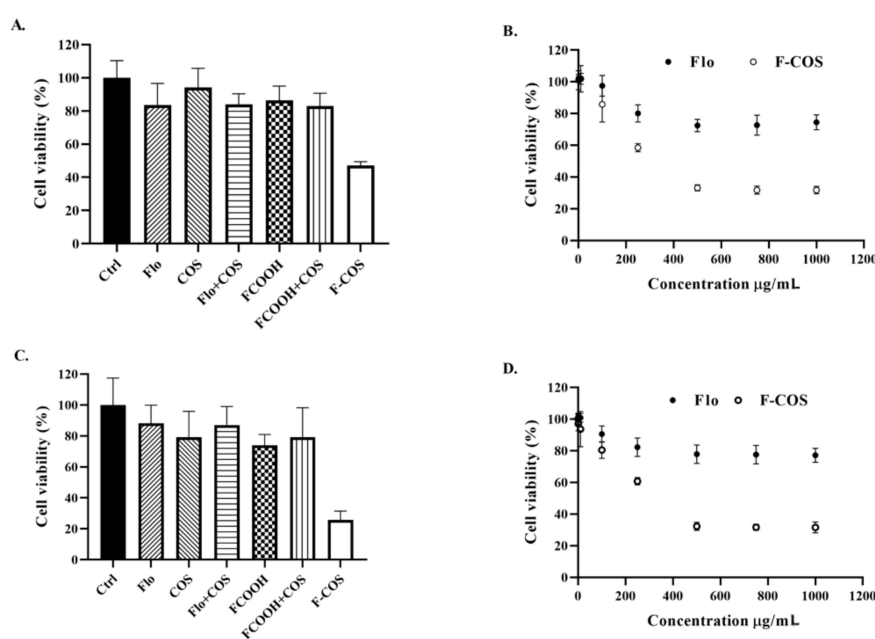 A.
120
100
80
60
40
20
0
Cell viability (%)
Ctrl
Flo
COS
Flo+COS
FCOOH
FCOOH+COS
F-COS
B.
Flo
F-COS
120
100
80
60
40
20
0
Cell viability (%)
0
200
400
600
800
1000
1200
Concentration μg/mL
C.
120
100
80
60
40
20
0
Cell viability (%)
Ctrl
Flo
COS
Flo+COS
FCOOH
FCOOH+COS
F-COS
D.
Flo
F-COS
120
100
80
60
40
20
0
Cell viability (%)
0
200
400
600
800
1000
1200
Concentration μg/mL